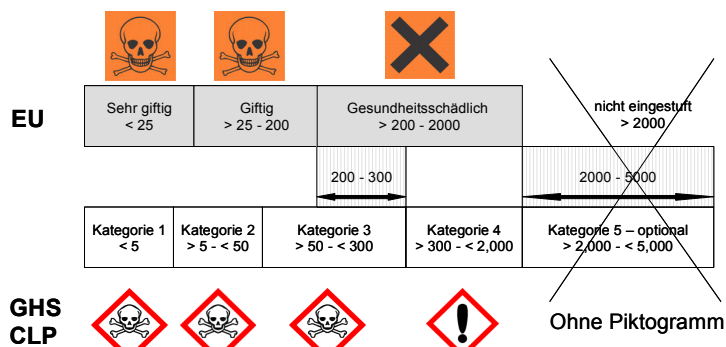 EU
Sehr giftig
< 25
Giftig
> 25 - 200
Gesundheitsschädlich
> 200 - 2000
nicht eingestuft
> 2000
200 - 300
2000 - 5000
Kategorie 1
< 5
Kategorie 2
> 5 - < 50
Kategorie 3
> 50 - < 300
Kategorie 4
> 300 - < 2,000
Kategorie 5 – optional
> 2,000 - < 5,000
GHS
CLP
Ohne Piktogramm